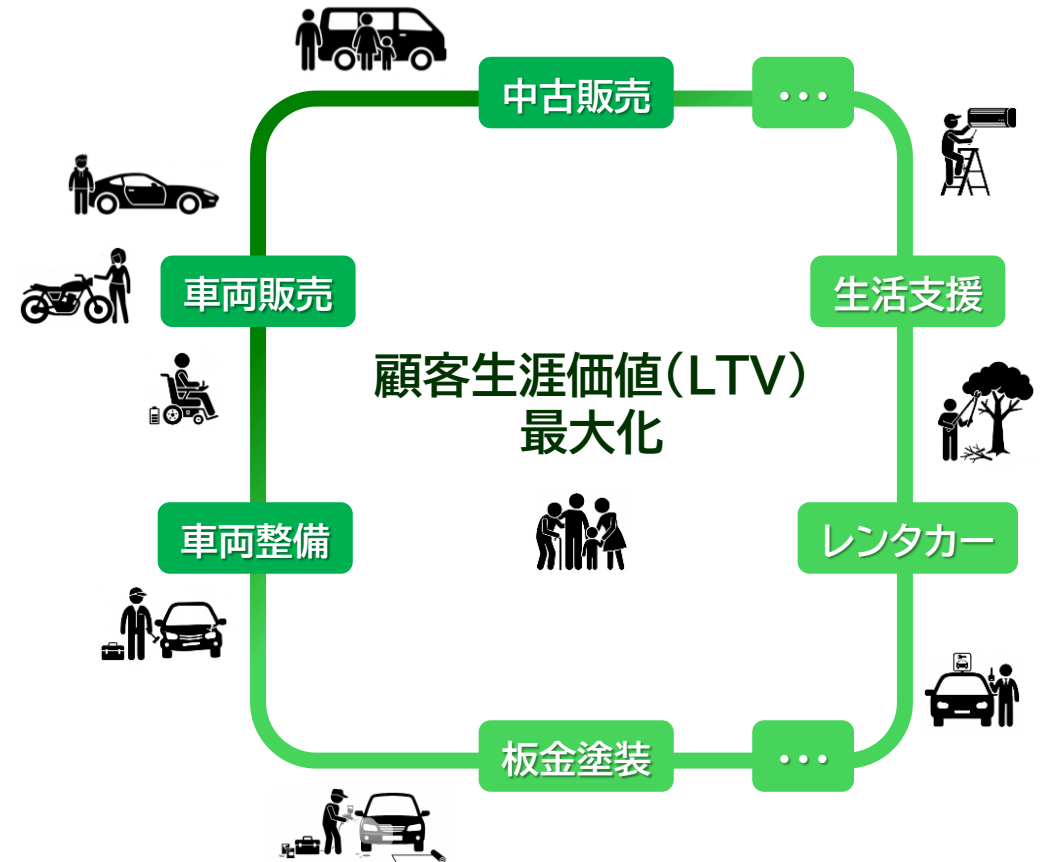 中古販売
・・・
車両販売
生活支援
顧客生涯価値(LTV)
最大化
車両整備
レンタカー
板金塗装
・・・